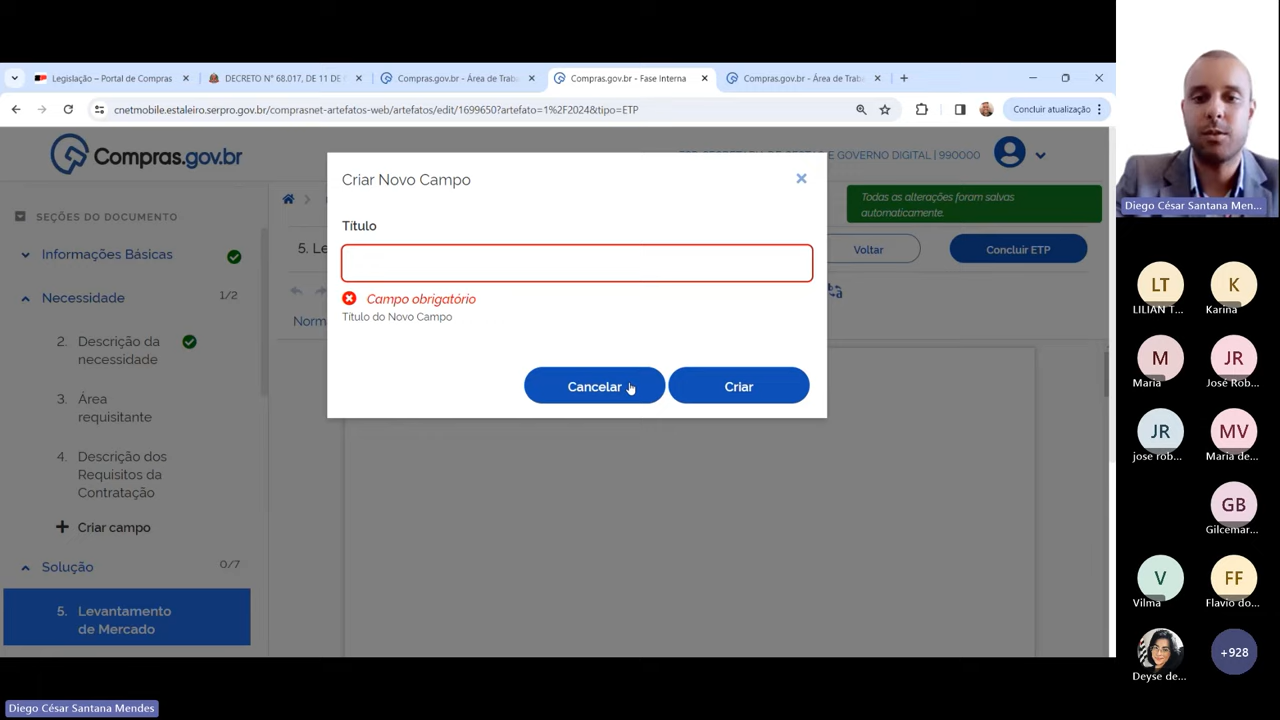 Legislação – Portal de Compras
DECRETO N° 68.017, DE 11 DE
Compras.gov.br - Área de Trab
Compras.gov.br - Fase Interna
Compras.gov.br - Área de Trab
cnetmobile.estaleiro.serpro.gov.br/comprasnet-artefatos-web/artefatos/edit/1699650?artefato=1%2F2024&tipo=ETP
Concluir atualização
Compras.gov.br
E GOVERNO DIGITAL | 990000
SEÇÕES DO DOCUMENTO
Informações Básicas
Necessidade 1/2
2. Descrição da
necessidade
3. Área
requisitante
4. Descrição dos
Requisitos da
Contratação
+ Criar campo
Solução 0/7
5. Levantamento
de Mercado
Todas as alterações foram salvas
automaticamente.
5. Le
Voltar
Concluir ETP
Norm
Criar Novo Campo
Título
Campo obrigatório
Título do Novo Campo
Cancelar
Criar
Diego César Santana Men...
LT
LILIAN T...
K
Karina
M
Maria
JR
José Rob...
JR
jose rob...
MV
Maria de...
GB
Gilcemar...
V
Vilma
FF
Flavio do...
Deyse de...
+928
Diego César Santana Mendes